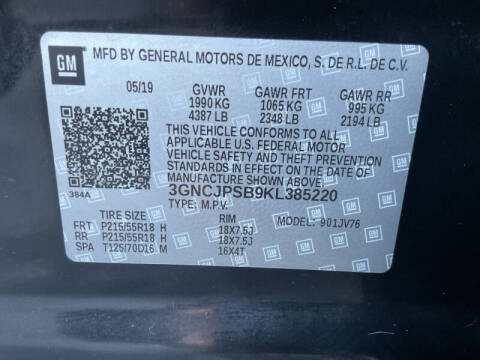 GM MFD BY GENERAL MOTORS DE MEXICO, S. DE R.L. DE C.V.
05/19 GVWR GAWR FRT GAWR RR
1990 KG 1065 KG 995 KG
4387 LB 2348 LB 2194 LB
THIS VEHICLE CONFORMS TO ALL
APPLICABLE U.S. FEDERAL MOTOR
VEHICLE SAFETY AND THEFT PREVENTION
STANDARDS IN EFFECT ON THE DATE OF
MANUFACTURE SHOWN ABOVE.
384A 3GNCJPSB9KL385220
TYPE: M.P.V. MODEL: 901JV76
TIRE SIZE RIM
FRT P215/55R18 H 18X7.5J
RR P215/55R18 H 18X7.5J
SPA T125/70D16 M 16X4T